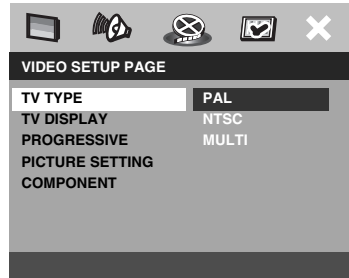 VIDEO SETUP PAGE
TV TYPE PAL
TV DISPLAY NTSC
PROGRESSIVE MULTI
PICTURE SETTING
COMPONENT